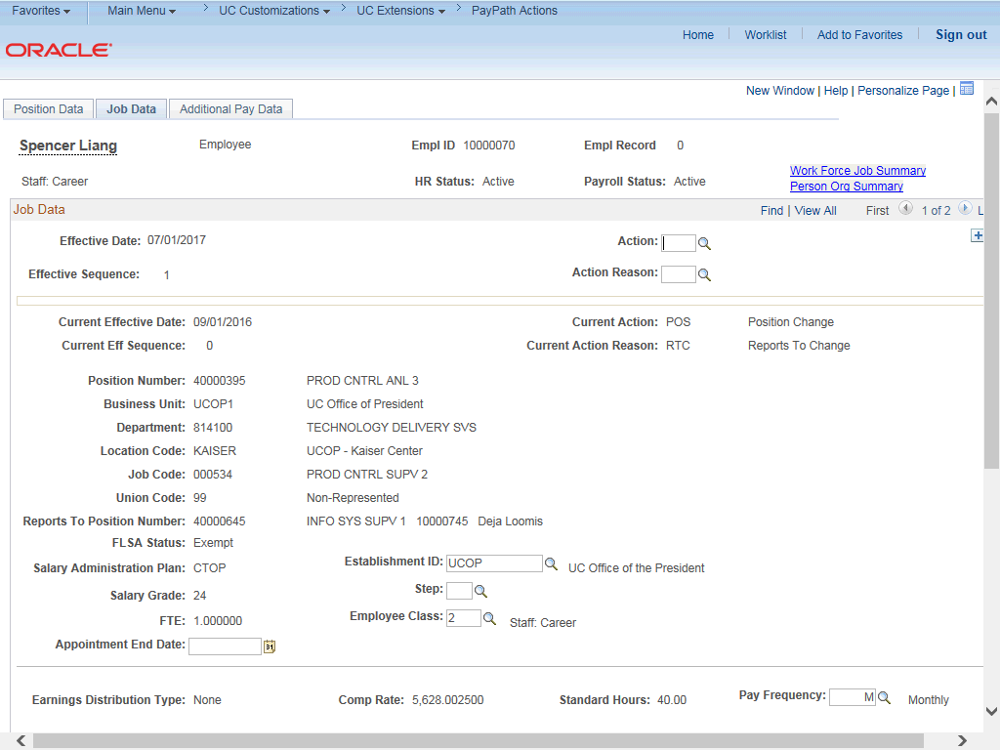 Favorites Main Menu > UC Customizations > UC Extensions > PayPath Actions
Home Worklist Add to Favorites Sign out
ORACLE
New Window | Help | Personalize Page |
Position Data Job Data Additional Pay Data
Spencer Liang Employee Empl ID 10000070 Empl Record 0
Staff: Career HR Status: Active Payroll Status: Active Work Force Job Summary
Person Org Summary
Job Data Find | View All First 1 of 2 L
Effective Date: 07/01/2017 Action:
Effective Sequence: 1 Action Reason:
Current Effective Date: 09/01/2016 Current Action: POS Position Change
Current Eff Sequence: 0 Current Action Reason: RTC Reports To Change
Position Number: 40000395 PROD CNTRL ANL 3
Business Unit: UCOP1 UC Office of President
Department: 814100 TECHNOLOGY DELIVERY SVS
Location Code: KAISER UCOP - Kaiser Center
Job Code: 000534 PROD CNTRL SUPV 2
Union Code: 99 Non-Represented
Reports To Position Number: 40000645 INFO SYS SUPV 1 10000745 Deja Loomis
FLSA Status: Exempt
Salary Administration Plan: CTOP Establishment ID: UCOP UC Office of the President
Salary Grade: 24 Step:
FTE: 1.000000 Employee Class: 2 Staff: Career
Appointment End Date: 31
Earnings Distribution Type: None Comp Rate: 5,628.002500 Standard Hours: 40.00 Pay Frequency: M Monthly